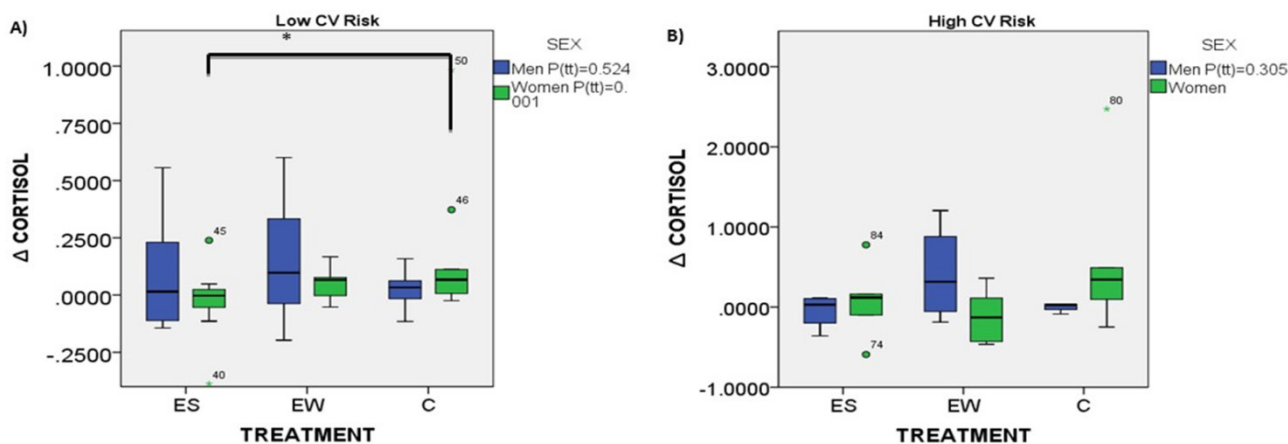 A)
Low CV Risk
*
SEX
Men P(tt)=0.524
Women P(tt)=0.
001
50
1.0000
.7500
.5000
.2500
.0000
-.2500
Δ CORTISOL
45
40
46
ES
EW
C
TREATMENT
B)
High CV Risk
SEX
Men P(tt)=0.305
Women
3.0000
2.0000
1.0000
.0000
-1.0000
Δ CORTISOL
84
74
80
ES
EW
C
TREATMENT